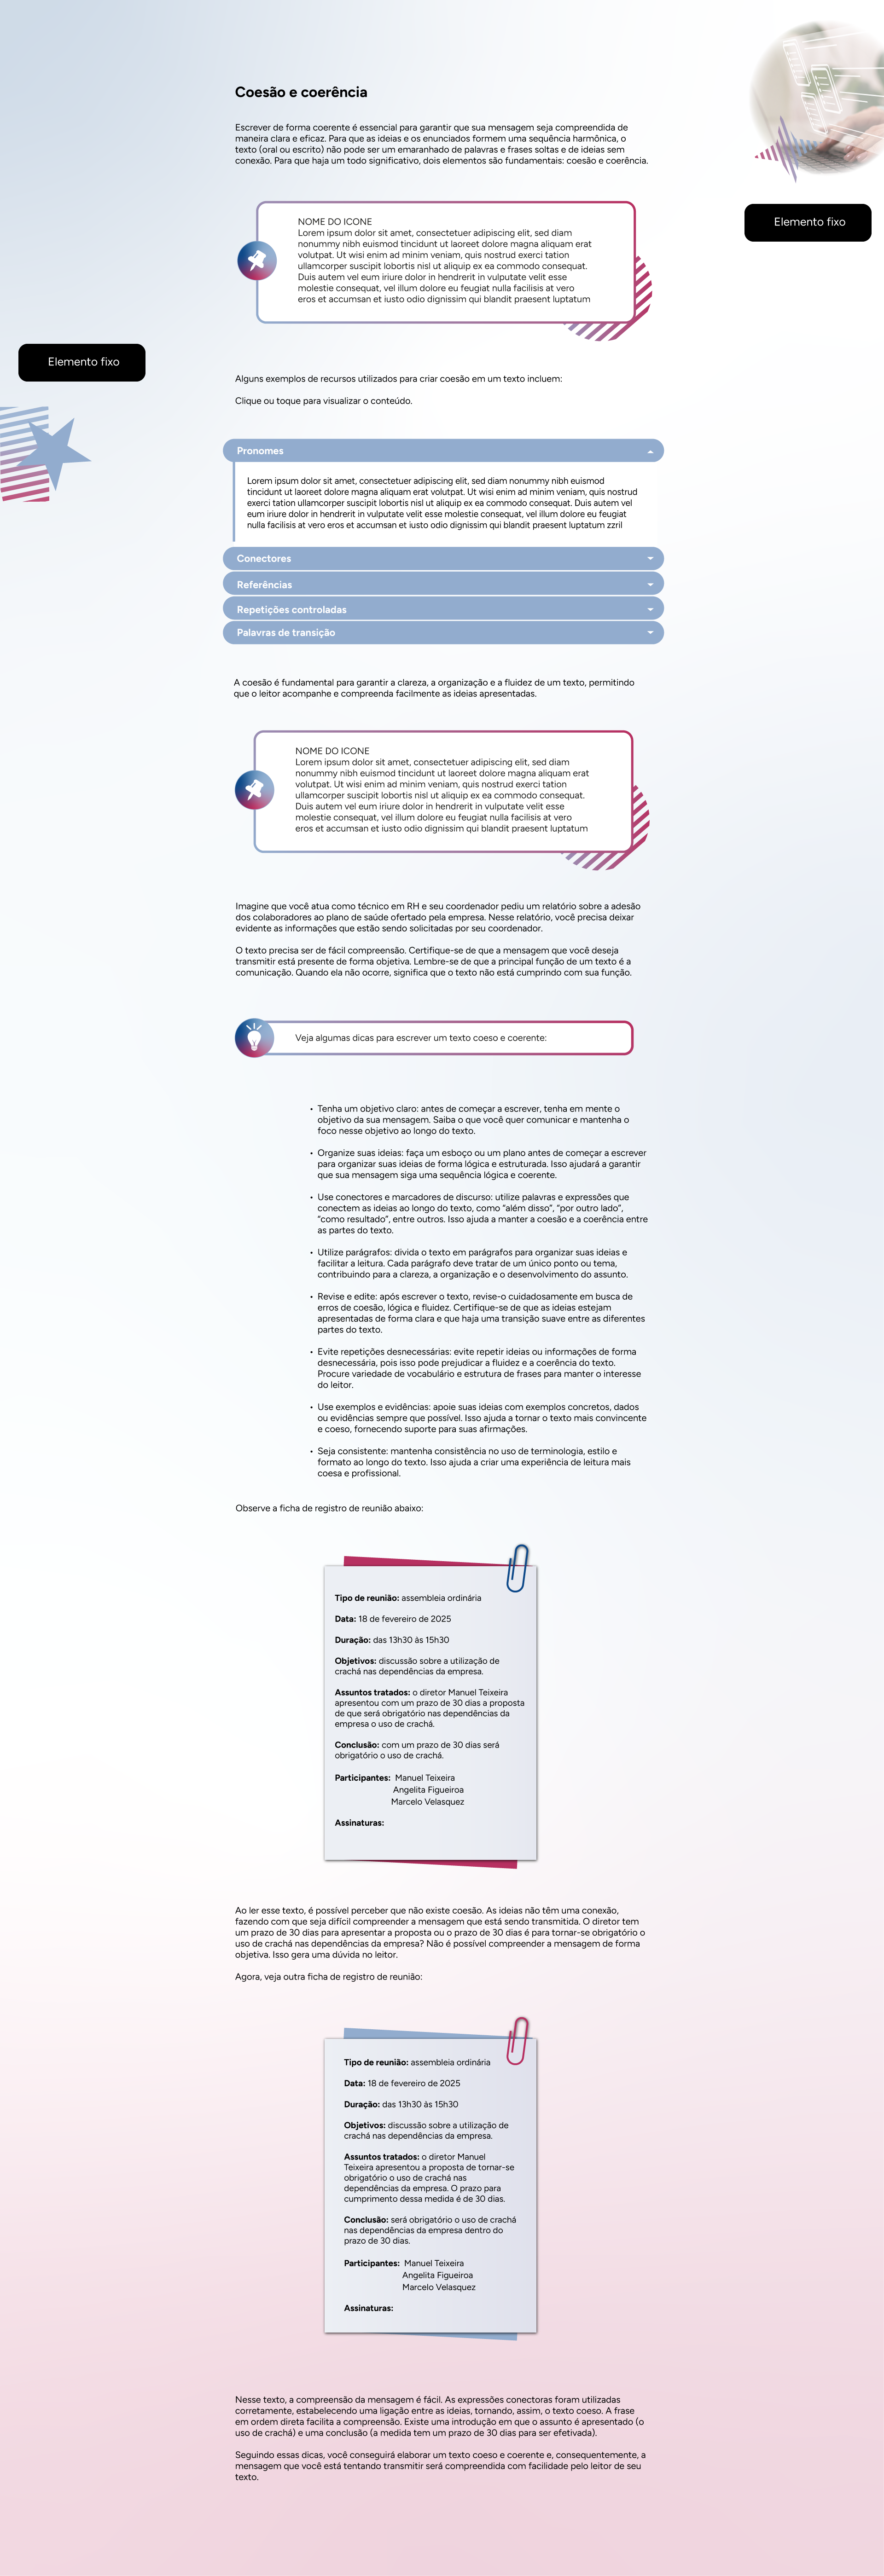 Coesão e coerência
Escrever de forma coerente é essencial para garantir que sua mensagem seja compreendida de
maneira clara e eficaz. Para que as ideias e os enunciados formem uma sequência harmônica, o
texto (oral ou escrito) não pode ser um emaranhado de palavras e frases soltas e de ideias sem
conexão. Para que haja um todo significativo, dois elementos são fundamentais: coesão e coerência.
NOME DO ICONE
Lorem ipsum dolor sit amet, consectetuer adipiscing elit, sed diam
nonummy nibh euismod tincidunt ut laoreet dolore magna aliquam erat
volutpat. Ut wisi enim ad minim veniam, quis nostrud exerci tation
ullamcorper suscipit lobortis nisl ut aliquip ex ea commodo consequat.
Duis autem vel eum iriure dolor in hendrerit in vulputate velit esse
molestie consequat, vel illum dolore eu feugiat nulla facilisis at vero
eros et accumsan et iusto odio dignissim qui blandit praesent luptatum
Elemento fixo
Elemento fixo
Alguns exemplos de recursos utilizados para criar coesão em um texto incluem:
Clique ou toque para visualizar o conteúdo.
Pronomes
Lorem ipsum dolor sit amet, consectetuer adipiscing elit, sed diam nonummy nibh euismod
tincidunt ut laoreet dolore magna aliquam erat volutpat. Ut wisi enim ad minim veniam, quis nostrud
exerci tation ullamcorper suscipit lobortis nisl ut aliquip ex ea commodo consequat. Duis autem vel
eum iriure dolor in hendrerit in vulputate velit esse molestie consequat, vel illum dolore eu feugiat
nulla facilisis at vero eros et accumsan et iusto odio dignissim qui blandit praesent luptatum zzril
Conectores
Referências
Repetições controladas
Palavras de transição
A coesão é fundamental para garantir a clareza, a organização e a fluidez de um texto, permitindo
que o leitor acompanhe e compreenda facilmente as ideias apresentadas.
NOME DO ICONE
Lorem ipsum dolor sit amet, consectetuer adipiscing elit, sed diam
nonummy nibh euismod tincidunt ut laoreet dolore magna aliquam erat
volutpat. Ut wisi enim ad minim veniam, quis nostrud exerci tation
ullamcorper suscipit lobortis nisl ut aliquip ex ea commodo consequat.
Duis autem vel eum iriure dolor in hendrerit in vulputate velit esse
molestie consequat, vel illum dolore eu feugiat nulla facilisis at vero
eros et accumsan et iusto odio dignissim qui blandit praesent luptatum
Imagine que você atua como técnico em RH e seu coordenador pediu um relatório sobre a adesão
dos colaboradores ao plano de saúde ofertado pela empresa. Nesse relatório, você precisa deixar
evidente as informações que estão sendo solicitadas por seu coordenador.
O texto precisa ser de fácil compreensão. Certifique-se de que a mensagem que você deseja
transmitir está presente de forma objetiva. Lembre-se de que a principal função de um texto é a
comunicação. Quando ela não ocorre, significa que o texto não está cumprindo com sua função.
Veja algumas dicas para escrever um texto coeso e coerente:
• Tenha um objetivo claro: antes de começar a escrever, tenha em mente o
objetivo da sua mensagem. Saiba o que você quer comunicar e mantenha o
foco nesse objetivo ao longo do texto.
• Organize suas ideias: faça um esboço ou um plano antes de começar a escrever
para organizar suas ideias de forma lógica e estruturada. Isso ajudará a garantir
que sua mensagem siga uma sequência lógica e coerente.
• Use conectores e marcadores de discurso: utilize palavras e expressões que
conectem as ideias ao longo do texto, como “além disso”, “por outro lado”,
“como resultado”, entre outros. Isso ajuda a manter a coesão e a coerência entre
as partes do texto.
• Utilize parágrafos: divida o texto em parágrafos para organizar suas ideias e
facilitar a leitura. Cada parágrafo deve tratar de um único ponto ou tema,
contribuindo para a clareza, a organização e o desenvolvimento do assunto.
• Revise e edite: após escrever o texto, revise-o cuidadosamente em busca de
erros de coesão, lógica e fluidez. Certifique-se de que as ideias estejam
apresentadas de forma clara e que haja uma transição suave entre as diferentes
partes do texto.
• Evite repetições desnecessárias: evite repetir ideias ou informações de forma
desnecessária, pois isso pode prejudicar a fluidez e a coerência do texto.
Procure variedade de vocabulário e estrutura de frases para manter o interesse
do leitor.
• Use exemplos e evidências: apoie suas ideias com exemplos concretos, dados
ou evidências sempre que possível. Isso ajuda a tornar o texto mais convincente
e coeso, fornecendo suporte para suas afirmações.
• Seja consistente: mantenha consistência no uso de terminologia, estilo e
formato ao longo do texto. Isso ajuda a criar uma experiência de leitura mais
coesa e profissional.
Observe a ficha de registro de reunião abaixo:
Tipo de reunião: assembleia ordinária
Data: 18 de fevereiro de 2025
Duração: das 13h30 às 15h30
Objetivos: discussão sobre a utilização de
crachá nas dependências da empresa.
Assuntos tratados: o diretor Manuel Teixeira
apresentou com um prazo de 30 dias a proposta
de que será obrigatório nas dependências da
empresa o uso de crachá.
Conclusão: com um prazo de 30 dias será
obrigatório o uso de crachá.
Participantes: Manuel Teixeira
Angelita Figueiroa
Marcelo Velasquez
Assinaturas:
Ao ler esse texto, é possível perceber que não existe coesão. As ideias não têm uma conexão,
fazendo com que seja difícil compreender a mensagem que está sendo transmitida. O diretor tem
um prazo de 30 dias para apresentar a proposta ou o prazo de 30 dias é para tornar-se obrigatório o
uso de crachá nas dependências da empresa? Não é possível compreender a mensagem de forma
objetiva. Isso gera uma dúvida no leitor.
Agora, veja outra ficha de registro de reunião:
Tipo de reunião: assembleia ordinária
Data: 18 de fevereiro de 2025
Duração: das 13h30 às 15h30
Objetivos: discussão sobre a utilização de
crachá nas dependências da empresa.
Assuntos tratados: o diretor Manuel
Teixeira apresentou a proposta de tornar-se
obrigatório o uso de crachá nas
dependências da empresa. O prazo para
cumprimento dessa medida é de 30 dias.
Conclusão: será obrigatório o uso de crachá
nas dependências da empresa dentro do
prazo de 30 dias.
Participantes: Manuel Teixeira
Angelita Figueiroa
Marcelo Velasquez
Assinaturas:
Nesse texto, a compreensão da mensagem é fácil. As expressões conectoras foram utilizadas
corretamente, estabelecendo uma ligação entre as ideias, tornando, assim, o texto coeso. A frase
em ordem direta facilita a compreensão. Existe uma introdução em que o assunto é apresentado (o
uso de crachá) e uma conclusão (a medida tem um prazo de 30 dias para ser efetivada).
Seguindo essas dicas, você conseguirá elaborar um texto coeso e coerente e, consequentemente, a
mensagem que você está tentando transmitir será compreendida com facilidade pelo leitor de seu
texto.